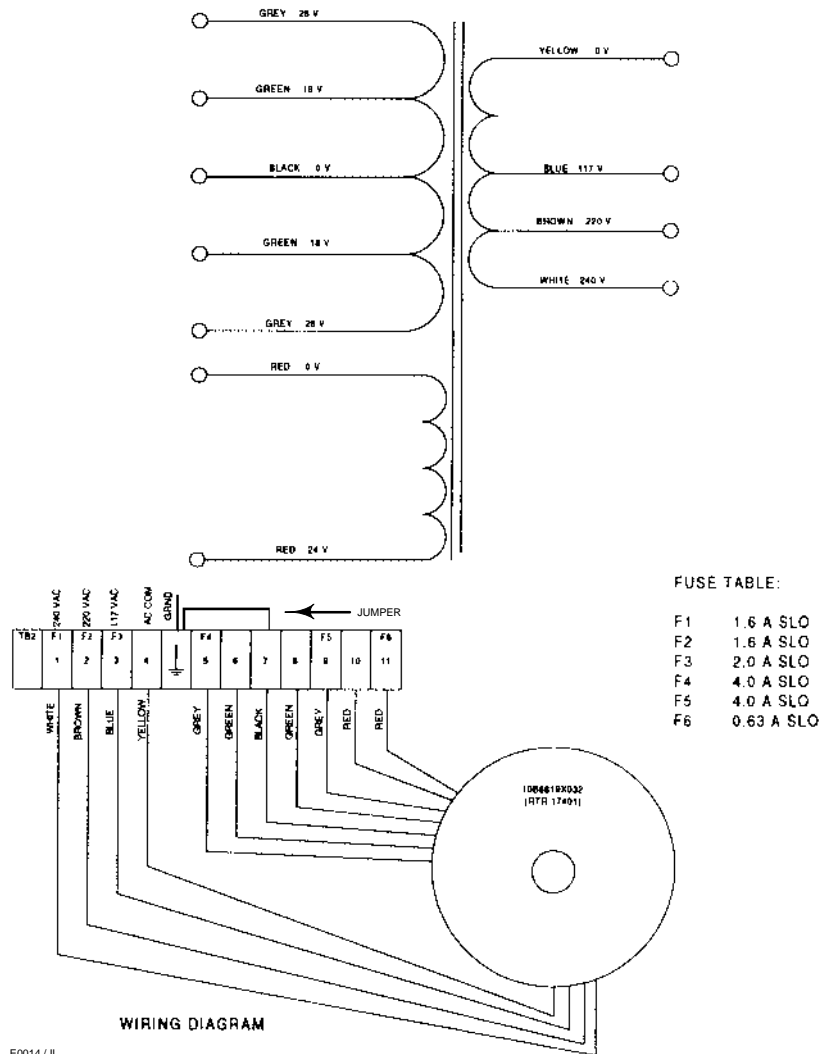 GREY 28 V
GREEN 18 V
BLACK 0 V
GREEN 18 V
GREY 28 V
RED 0 V
RED 24 V
YELLOW 0 V
BLUE 117 V
BROWN 220 V
WHITE 240 V
240 VAC
220 VAC
117 VAC
AC COM
GRND
JUMPER
TB2 F1 F2 F3 F4 F5 F6
1 2 3 4 5 6 7 8 9 10 11
WHITE
BROWN
BLUE
YELLOW
GREY
GREEN
BLACK
GREEN
GREY
RED
RED
FUSE TABLE:
F1 1.6 A SLO
F2 1.6 A SLO
F3 2.0 A SLO
F4 4.0 A SLO
F5 4.0 A SLO
F6 0.63 A SLO
(RTR 17401)
WIRING DIAGRAM